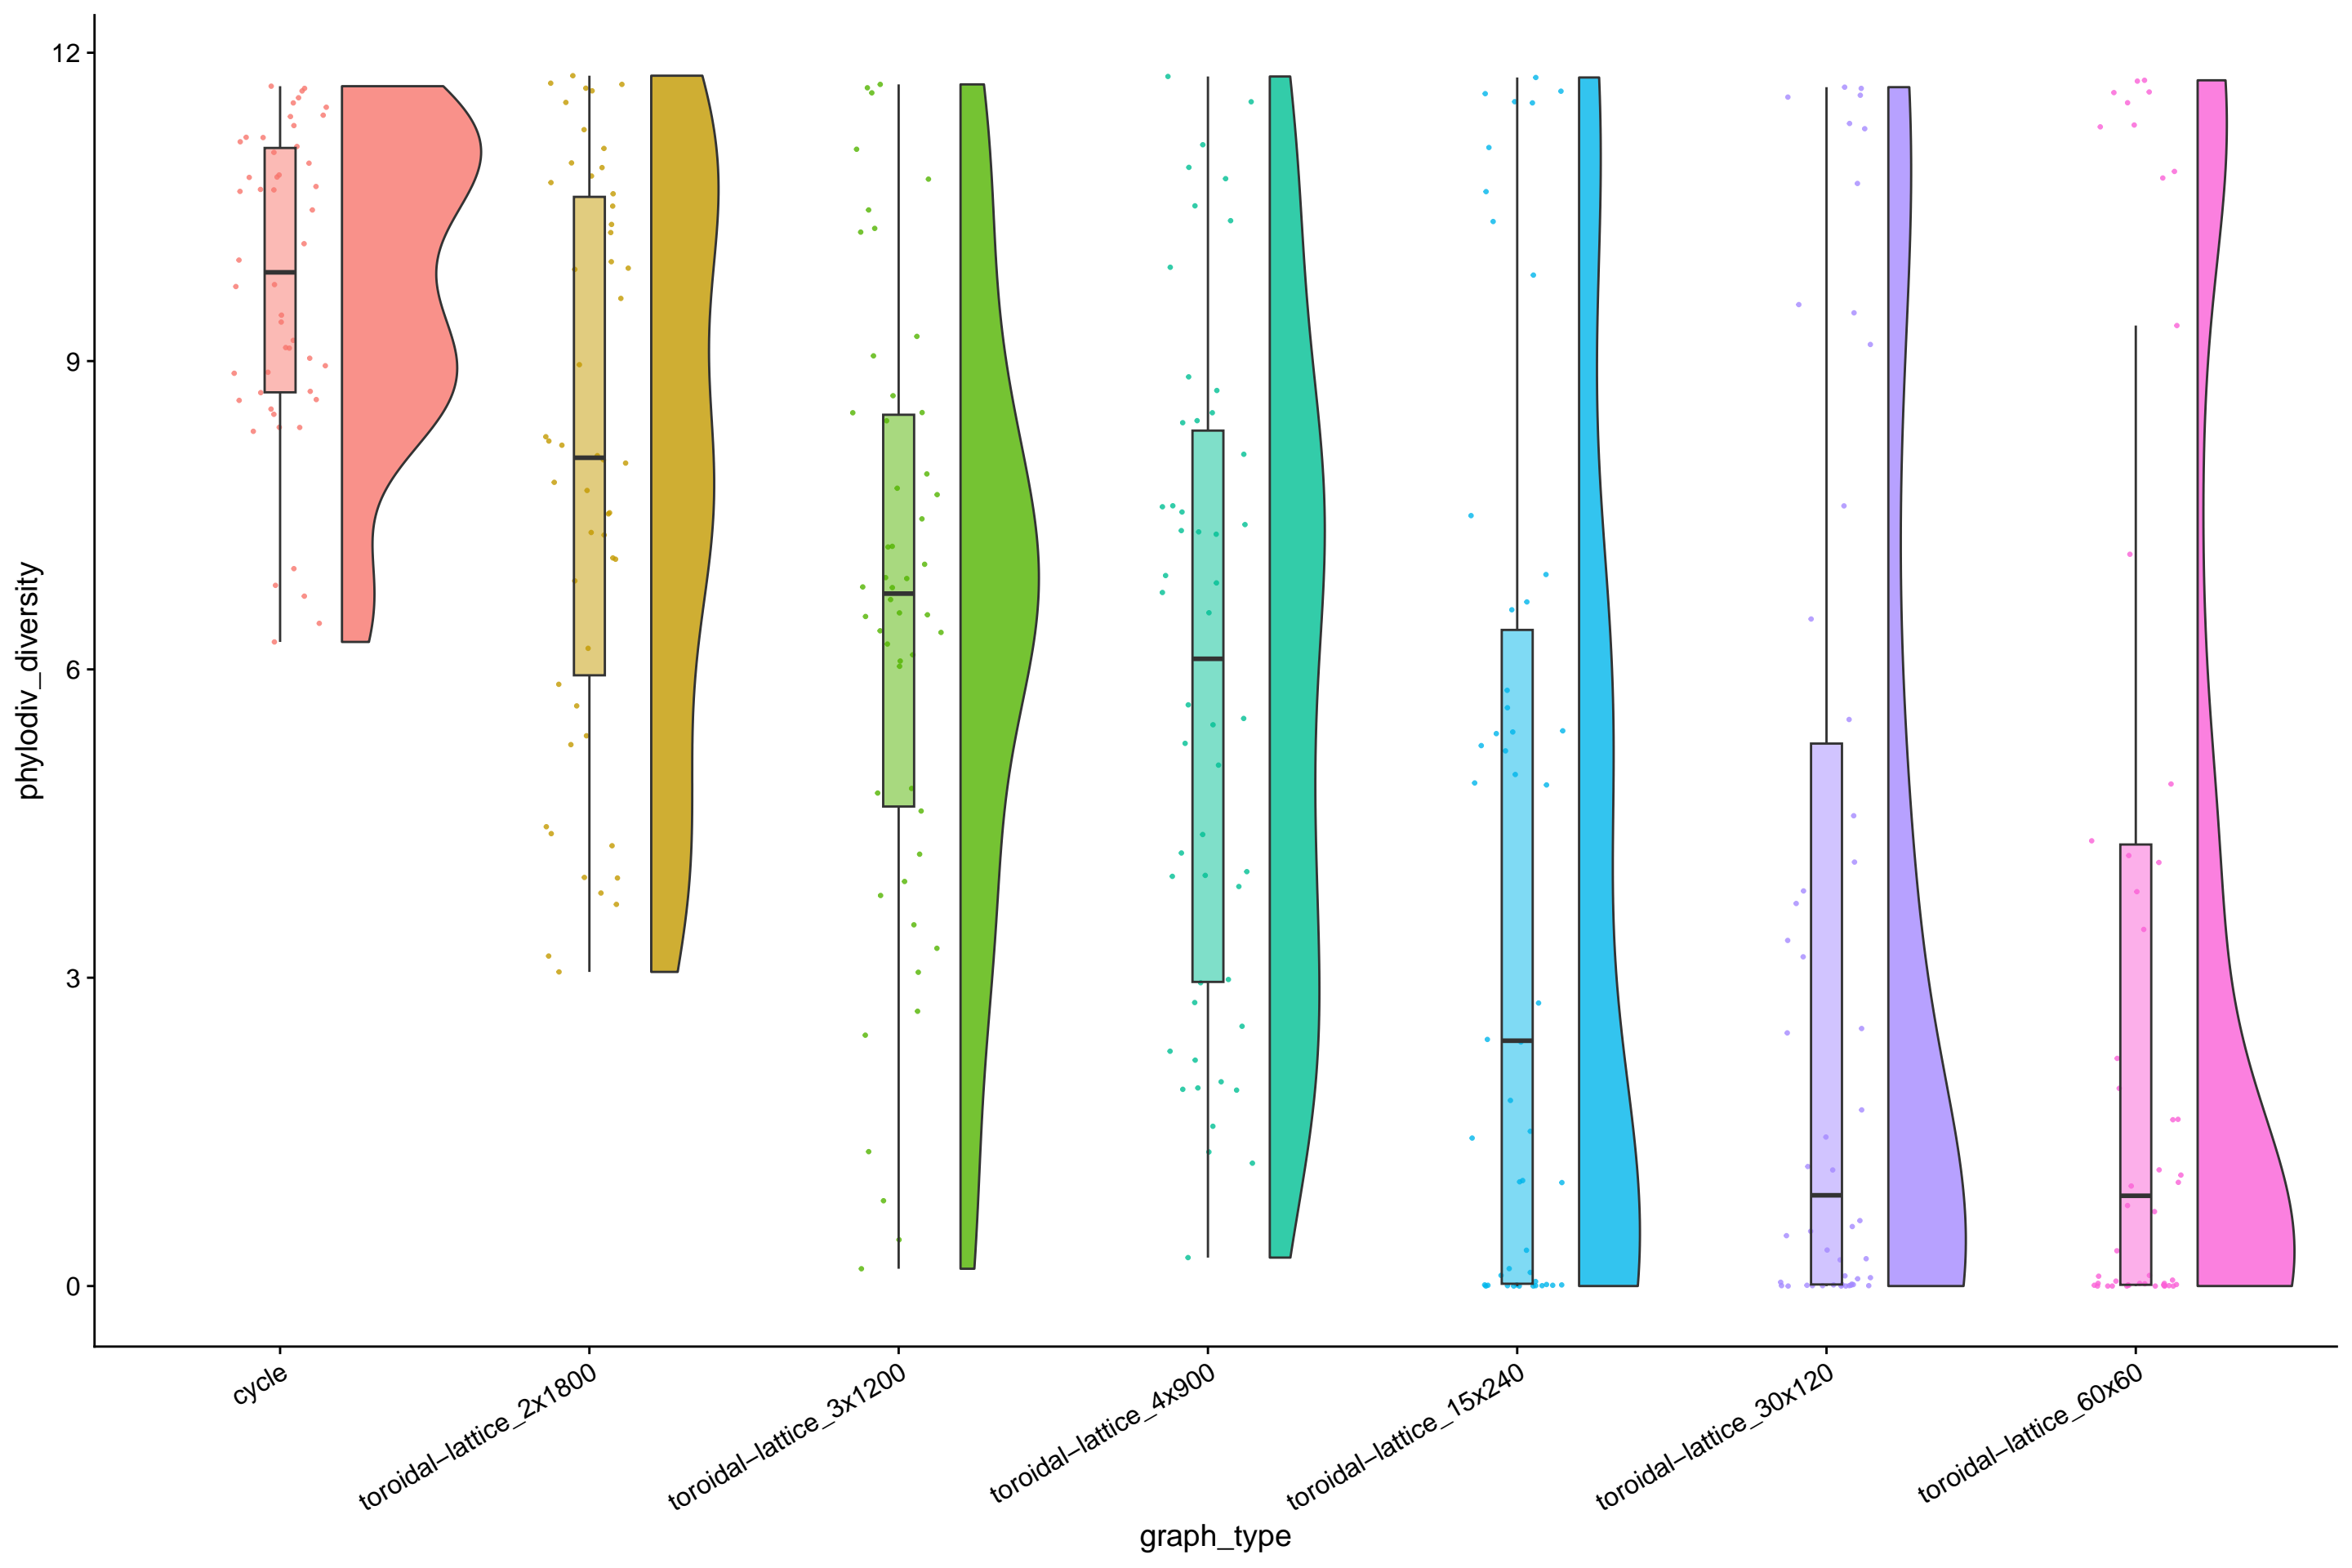 phylodiv_diversity
12
9
6
3
0
cycle
toroidal−lattice_2x1800
toroidal−lattice_3x1200
toroidal−lattice_4x900
toroidal−lattice_15x240
toroidal−lattice_30x120
toroidal−lattice_60x60
graph_type